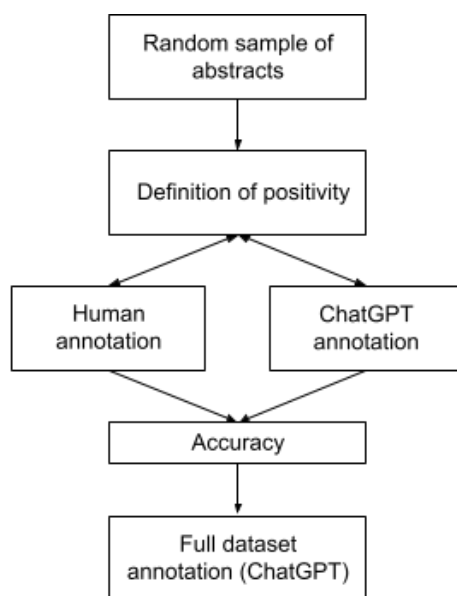 Random sample of
abstracts
Definition of positivity
Human
annotation
ChatGPT
annotation
Accuracy
Full dataset
annotation (ChatGPT)